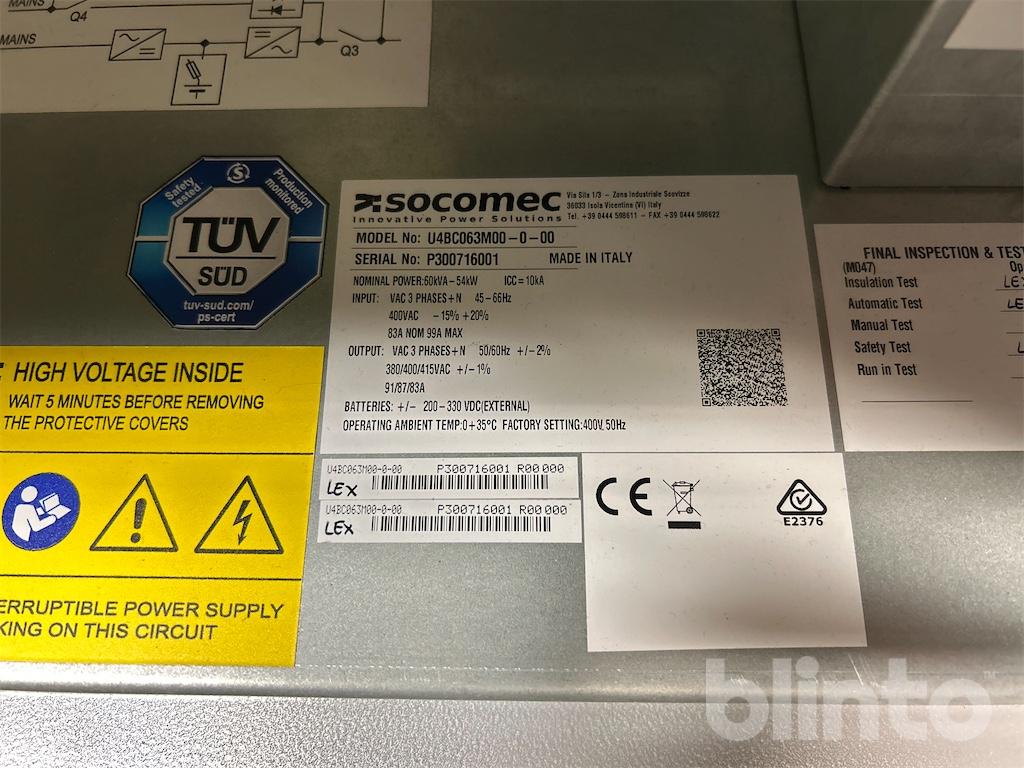 MAINS
Q4
MAINS
Q3
Safety tested
Production monitored
TÜV
SÜD
tuv-sud.com/
ps-cert
socomec
Innovative Power Solutions
Via Sila 1/3 - Zona Industriale Scovizze
36033 Isola Vicentina (VI) Italy
Tel. +39 0444 598611 - FAX +39 0444 598622
MODEL No: U4BC063M00-0-00
SERIAL No: P300716001 MADE IN ITALY
NOMINAL POWER:60kVA-54kW ICC=10kA
INPUT: VAC 3 PHASES+N 45-66Hz
400VAC -15% +20%
83A NOM 99A MAX
OUTPUT: VAC 3 PHASES+N 50/60Hz +/-2%
380/400/415VAC +/-1%
91/87/83A
BATTERIES: +/- 200-330 VDC(EXTERNAL)
OPERATING AMBIENT TEMP:0+35°C FACTORY SETTING:400V,50Hz
FINAL INSPECTION & TES
(M047) Op
Insulation Test LEX
Automatic Test LE
Manual Test
Safety Test L
Run in Test
HIGH VOLTAGE INSIDE
WAIT 5 MINUTES BEFORE REMOVING
THE PROTECTIVE COVERS
ERRUPTIBLE POWER SUPPLY
KING ON THIS CIRCUIT
U4BC063M00-0-00 P300716001 R00 000
LEX
U4BC063M00-0-00 P300716001 R00 000
LEX
CE
E2376
blinto